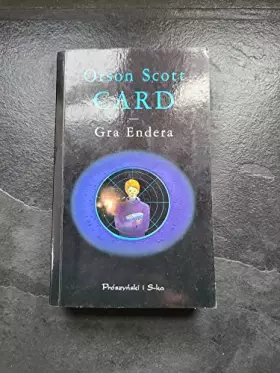 Orson Scott
CARD
Gra Endera
Prószyński i S-ka